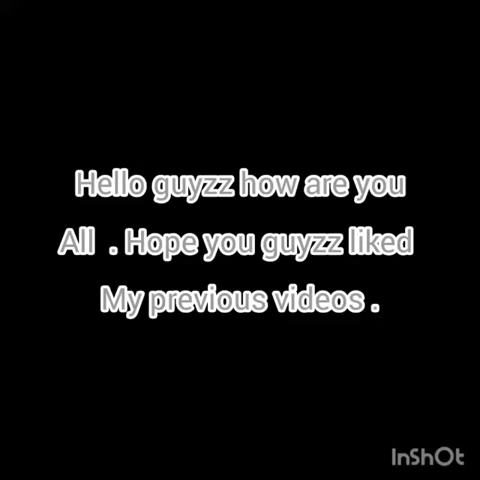 Hello guyzz how are you
All . Hope you guyzz liked
My previous videos .
InShOt